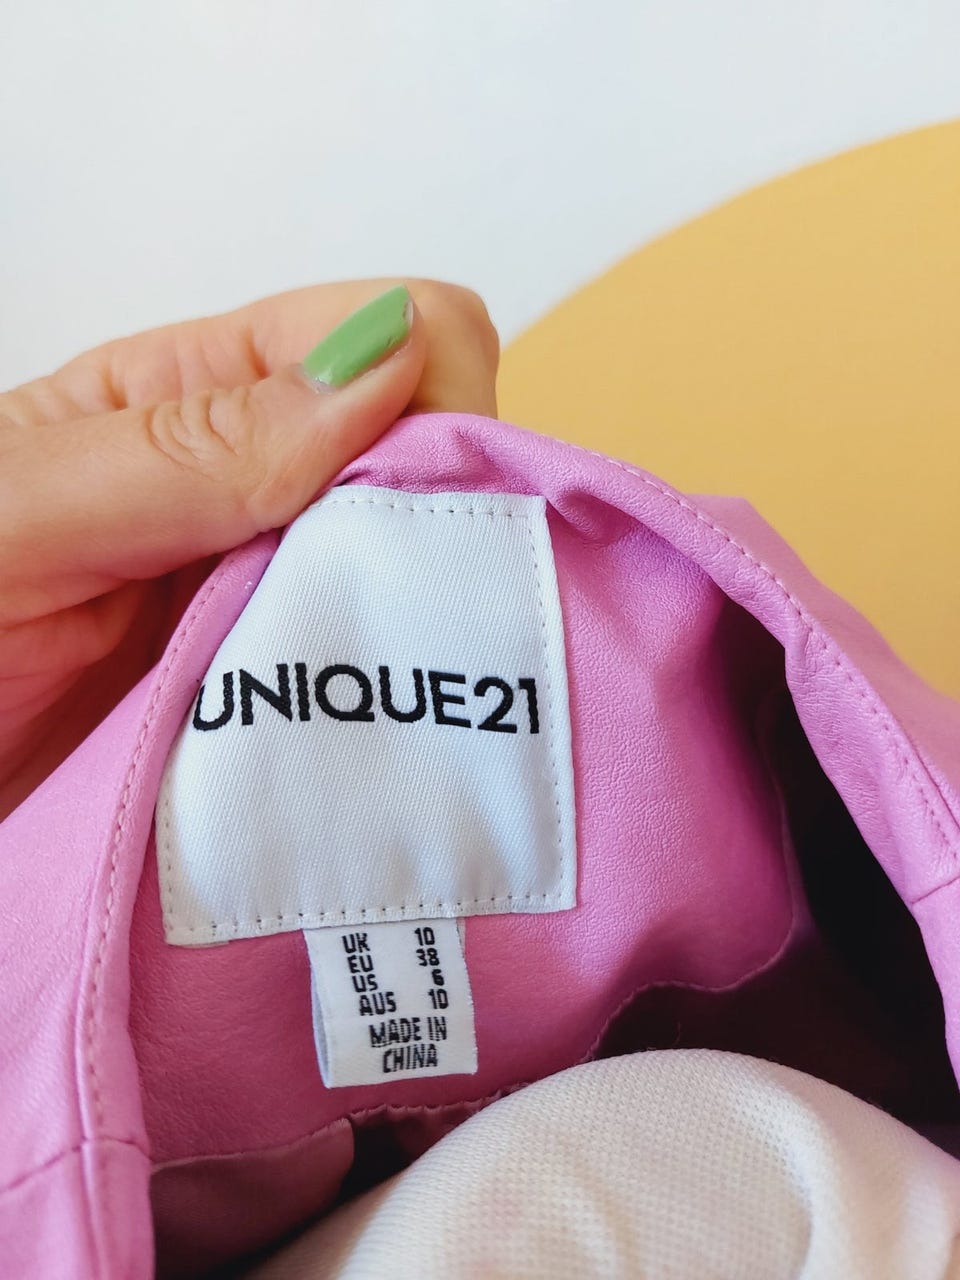 UNIQUE21
UK 10
EU 38
US 6
AUS 10
MADE IN
CHINA